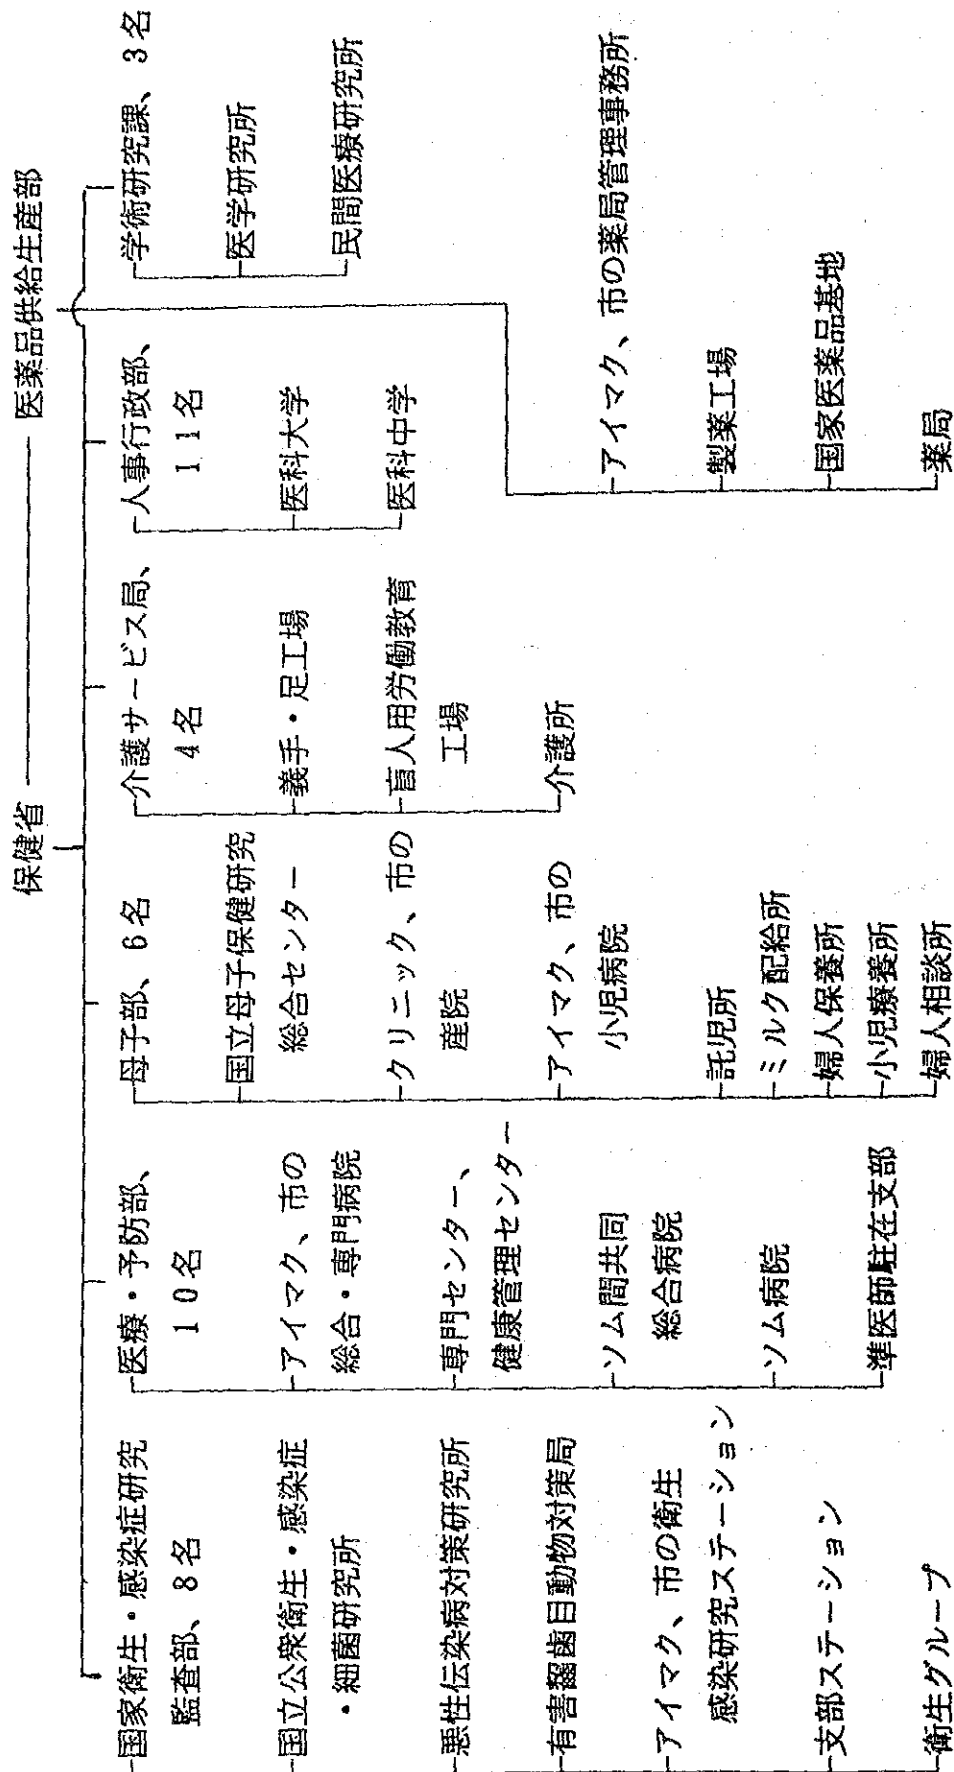 保健省
医薬品供給生産部
国家衛生・感染症研究
監査部、8名
国立公衆衛生・感染症
・細菌研究所
悪性伝染病対策研究所
有害齧歯目動物対策局
アイマク、市の衛生
感染研究ステーション
支部ステーション
衛生グループ
医療・予防部、
10名
アイマク、市の
総合・専門病院
専門センター、
健康管理センター
ソム間共同
総合病院
ソム病院
準医師駐在支部
母子部、6名
国立母子保健研究
総合センター
クリニック、市の
産院
アイマク、市の
小児病院
託児所
ミルク配給所
婦人保養所
小児療養所
婦人相談所
介護サービス局、
4名
義手・足工場
盲人用労働教育
工場
介護所
人事行政部、
11名
医科大学
医科中学
学術研究課、3名
医学研究所
民間医療研究所
アイマク、市の薬局管理事務所
製薬工場
国家医薬品基地
薬局